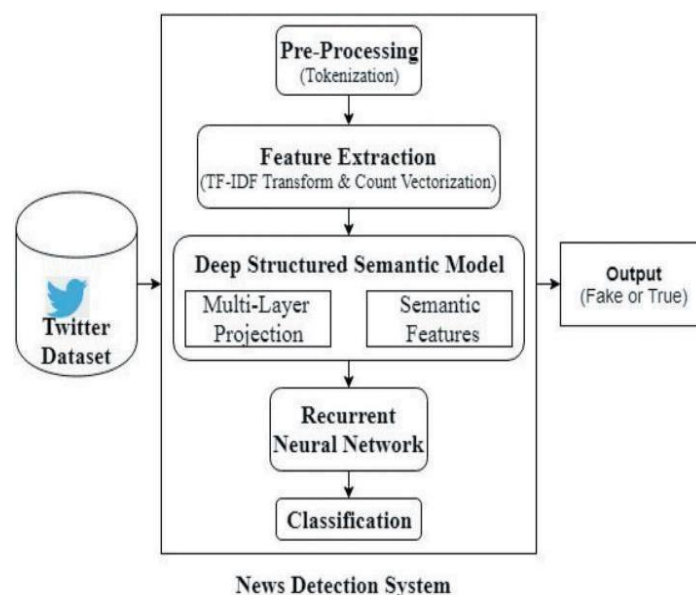 Pre-Processing
(Tokenization)
Feature Extraction
(TF-IDF Transform & Count Vectorization)
Twitter
Dataset
Deep Structured Semantic Model
Multi-Layer
Projection
Semantic
Features
Recurrent
Neural Network
Classification
Output
(Fake or True)
News Detection System